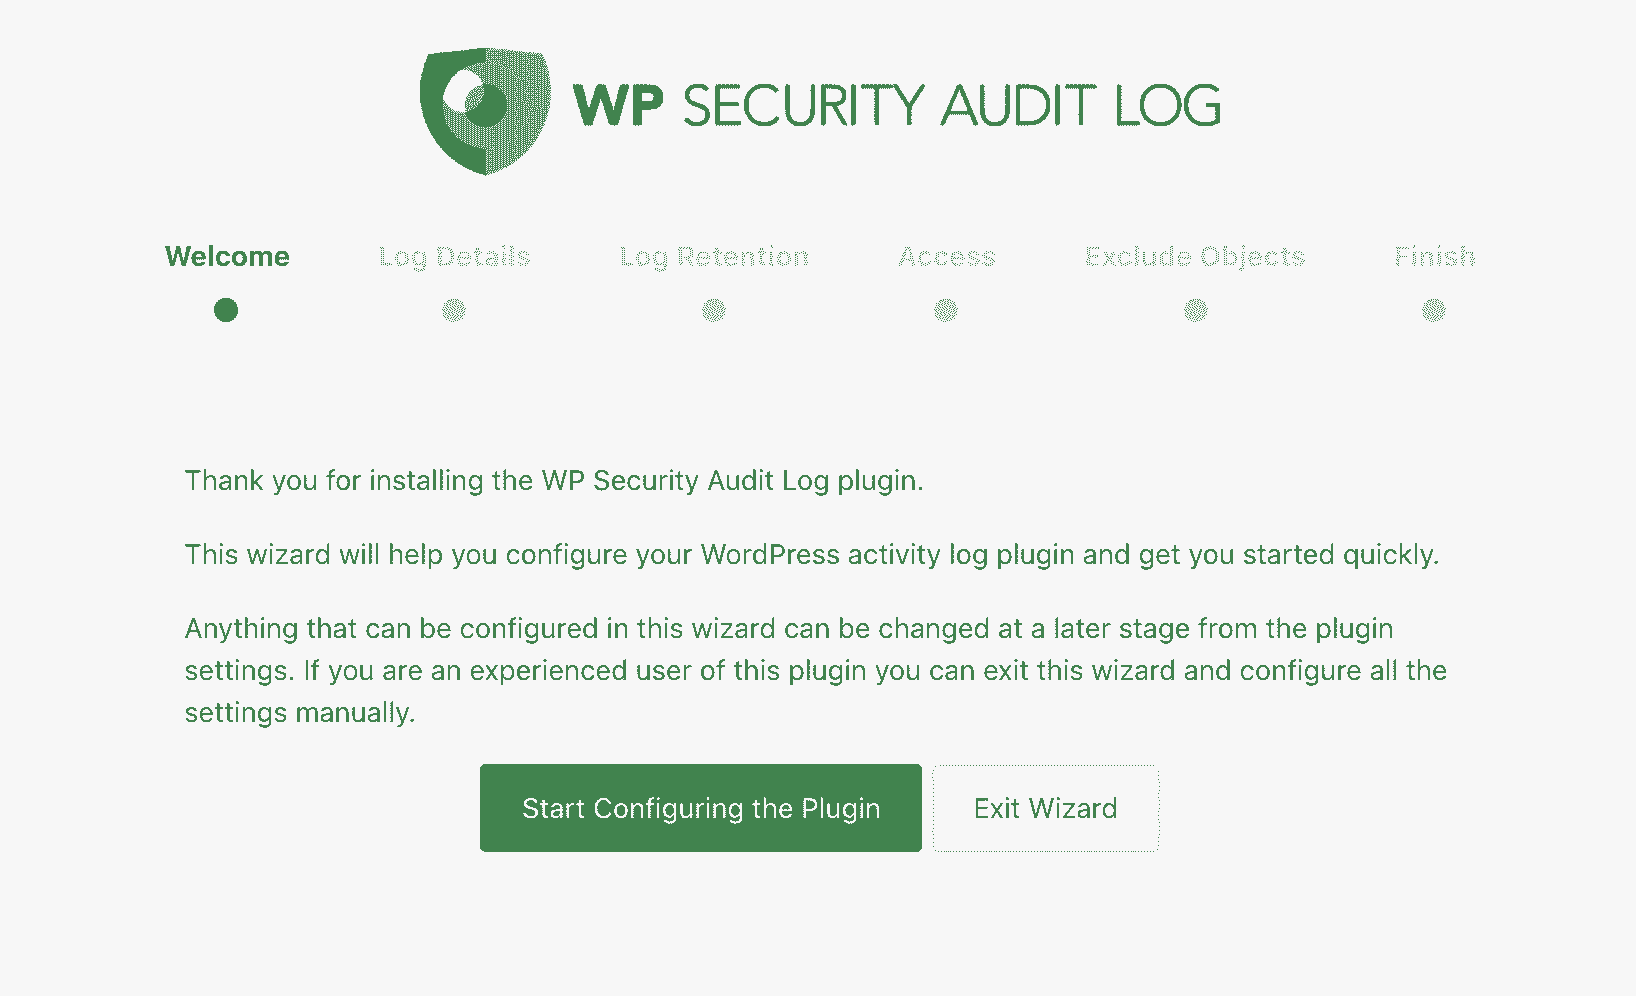 WP SECURITY AUDIT LOG
Welcome Log Details Log Retention Access Exclude Objects Finish
Thank you for installing the WP Security Audit Log plugin.
This wizard will help you configure your WordPress activity log plugin and get you started quickly.
Anything that can be configured in this wizard can be changed at a later stage from the plugin
settings. If you are an experienced user of this plugin you can exit this wizard and configure all the
settings manually.
Start Configuring the Plugin Exit Wizard